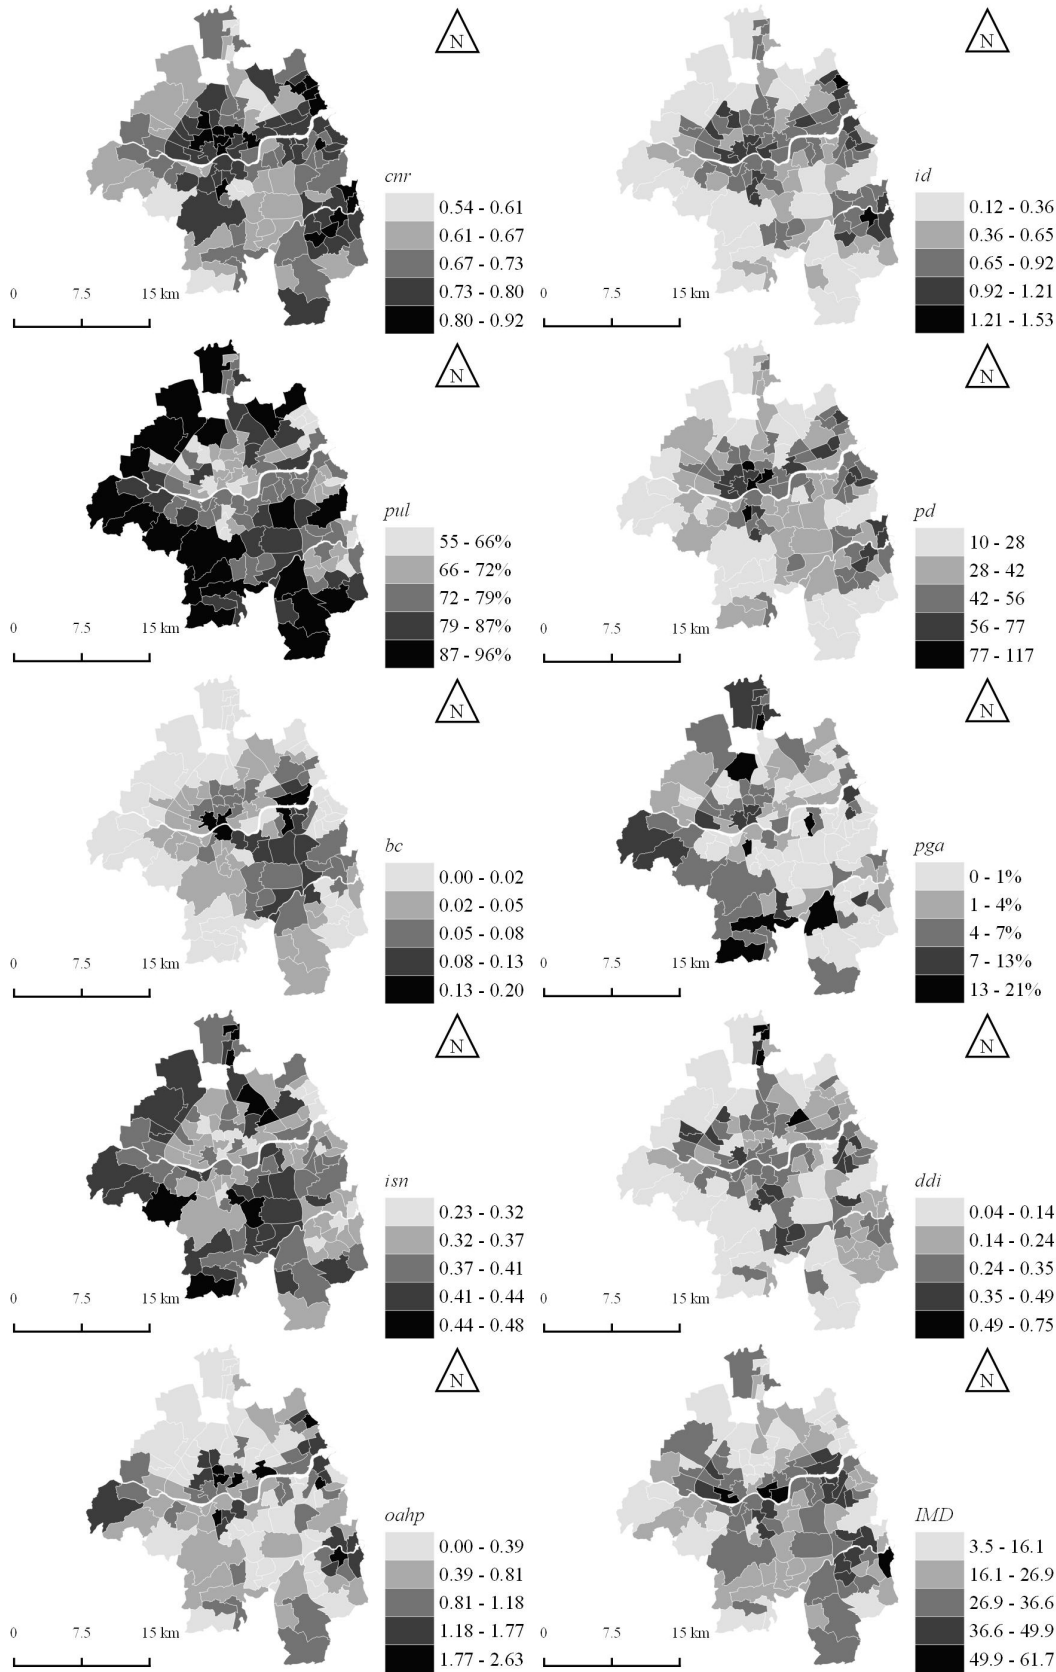 N
cnr
0.54 - 0.61
0.61 - 0.67
0.67 - 0.73
0.73 - 0.80
0.80 - 0.92
0 7.5 15 km
N
id
0.12 - 0.36
0.36 - 0.65
0.65 - 0.92
0.92 - 1.21
1.21 - 1.53
0 7.5 15 km
N
pul
55 - 66%
66 - 72%
72 - 79%
79 - 87%
87 - 96%
0 7.5 15 km
N
pd
10 - 28
28 - 42
42 - 56
56 - 77
77 - 117
0 7.5 15 km
N
bc
0.00 - 0.02
0.02 - 0.05
0.05 - 0.08
0.08 - 0.13
0.13 - 0.20
0 7.5 15 km
N
pga
0 - 1%
1 - 4%
4 - 7%
7 - 13%
13 - 21%
0 7.5 15 km
N
isn
0.23 - 0.32
0.32 - 0.37
0.37 - 0.41
0.41 - 0.44
0.44 - 0.48
0 7.5 15 km
N
ddi
0.04 - 0.14
0.14 - 0.24
0.24 - 0.35
0.35 - 0.49
0.49 - 0.75
0 7.5 15 km
N
oahp
0.00 - 0.39
0.39 - 0.81
0.81 - 1.18
1.18 - 1.77
1.77 - 2.63
0 7.5 15 km
N
IMD
3.5 - 16.1
16.1 - 26.9
26.9 - 36.6
36.6 - 49.9
49.9 - 61.7
0 7.5 15 km